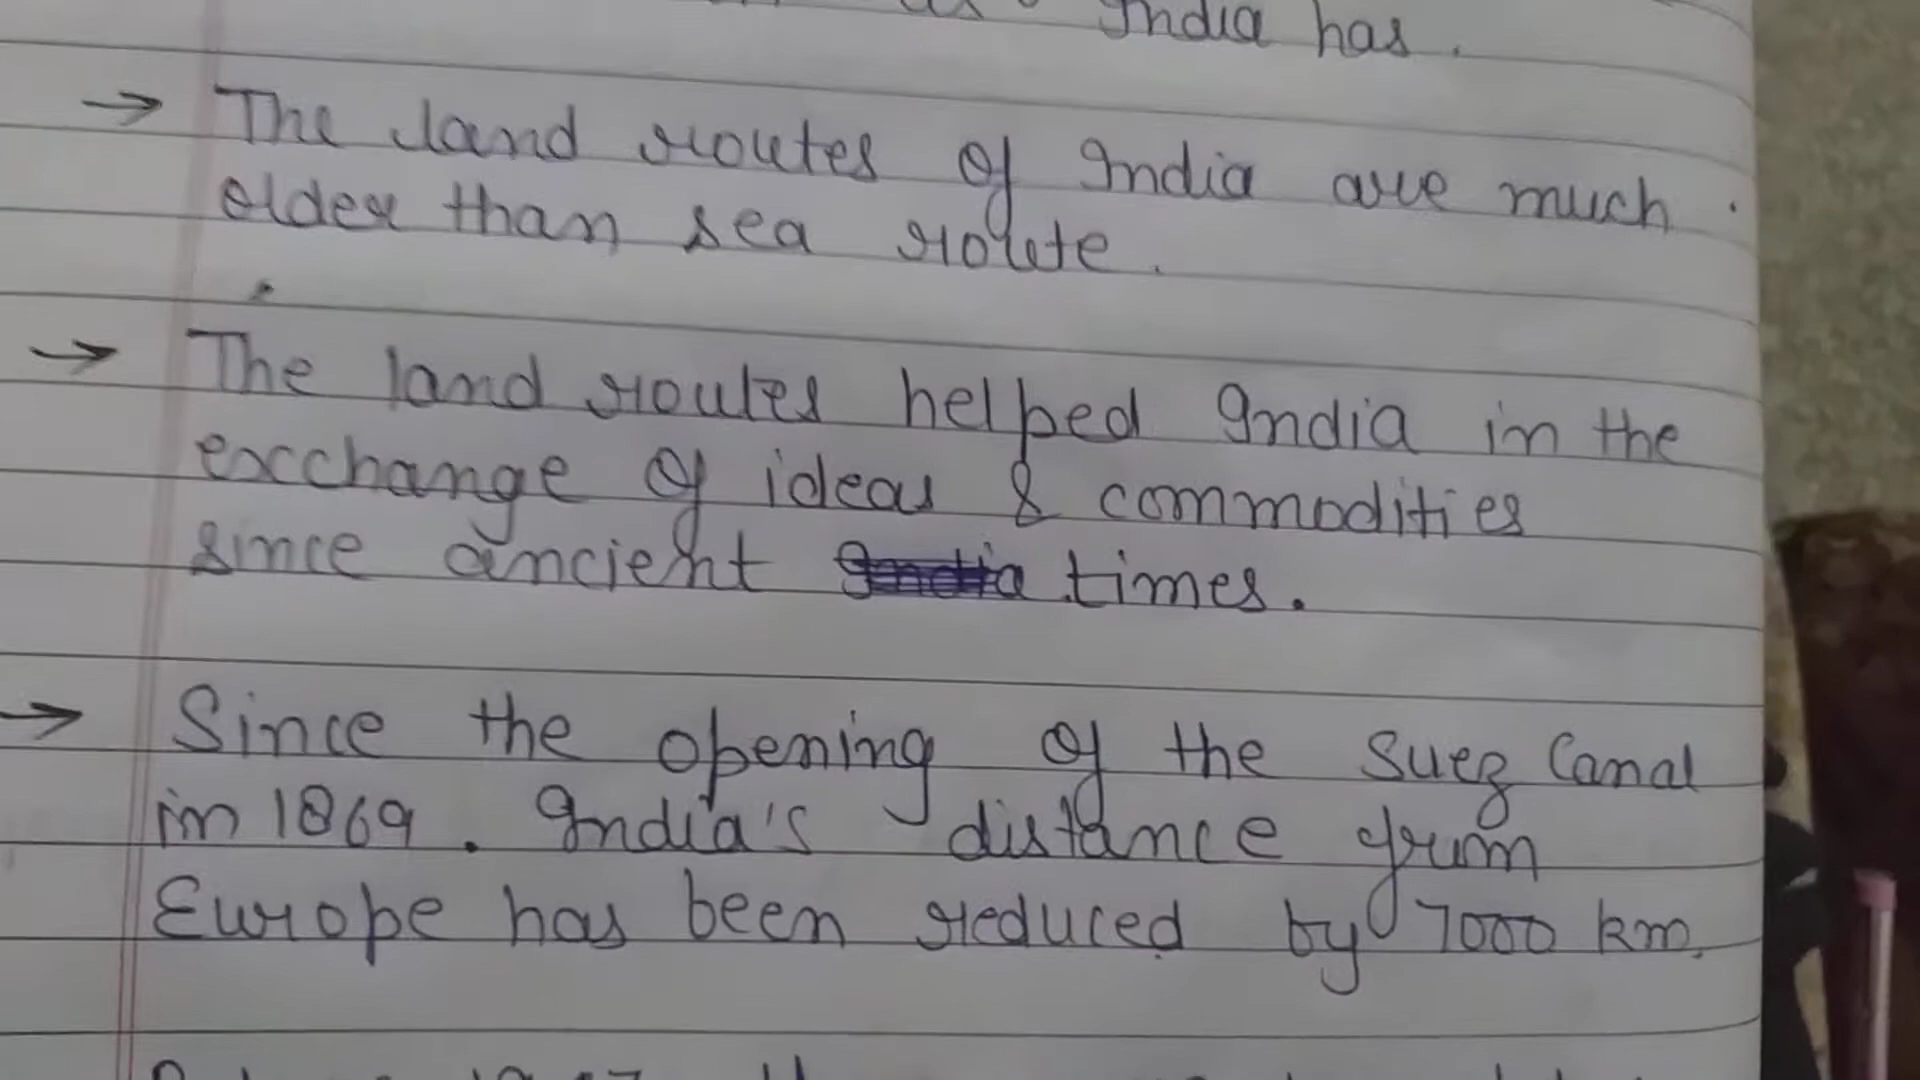 India has.
→ The land routes of India are much
older than sea route.
→ The land routes helped India in the
exchange of ideas & commodities
since ancient India times.
→ Since the opening of the Suez Canal
in 1869. India's distance frum
Europe has been reduced by 7000 km.